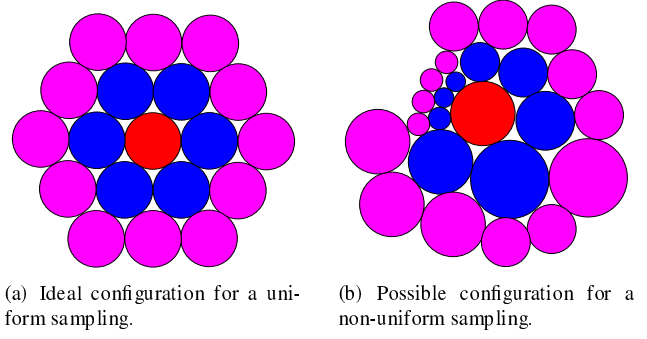 (a) Ideal configuration for a uni-
form sampling.
(b) Possible configuration for a
non-uniform sampling.